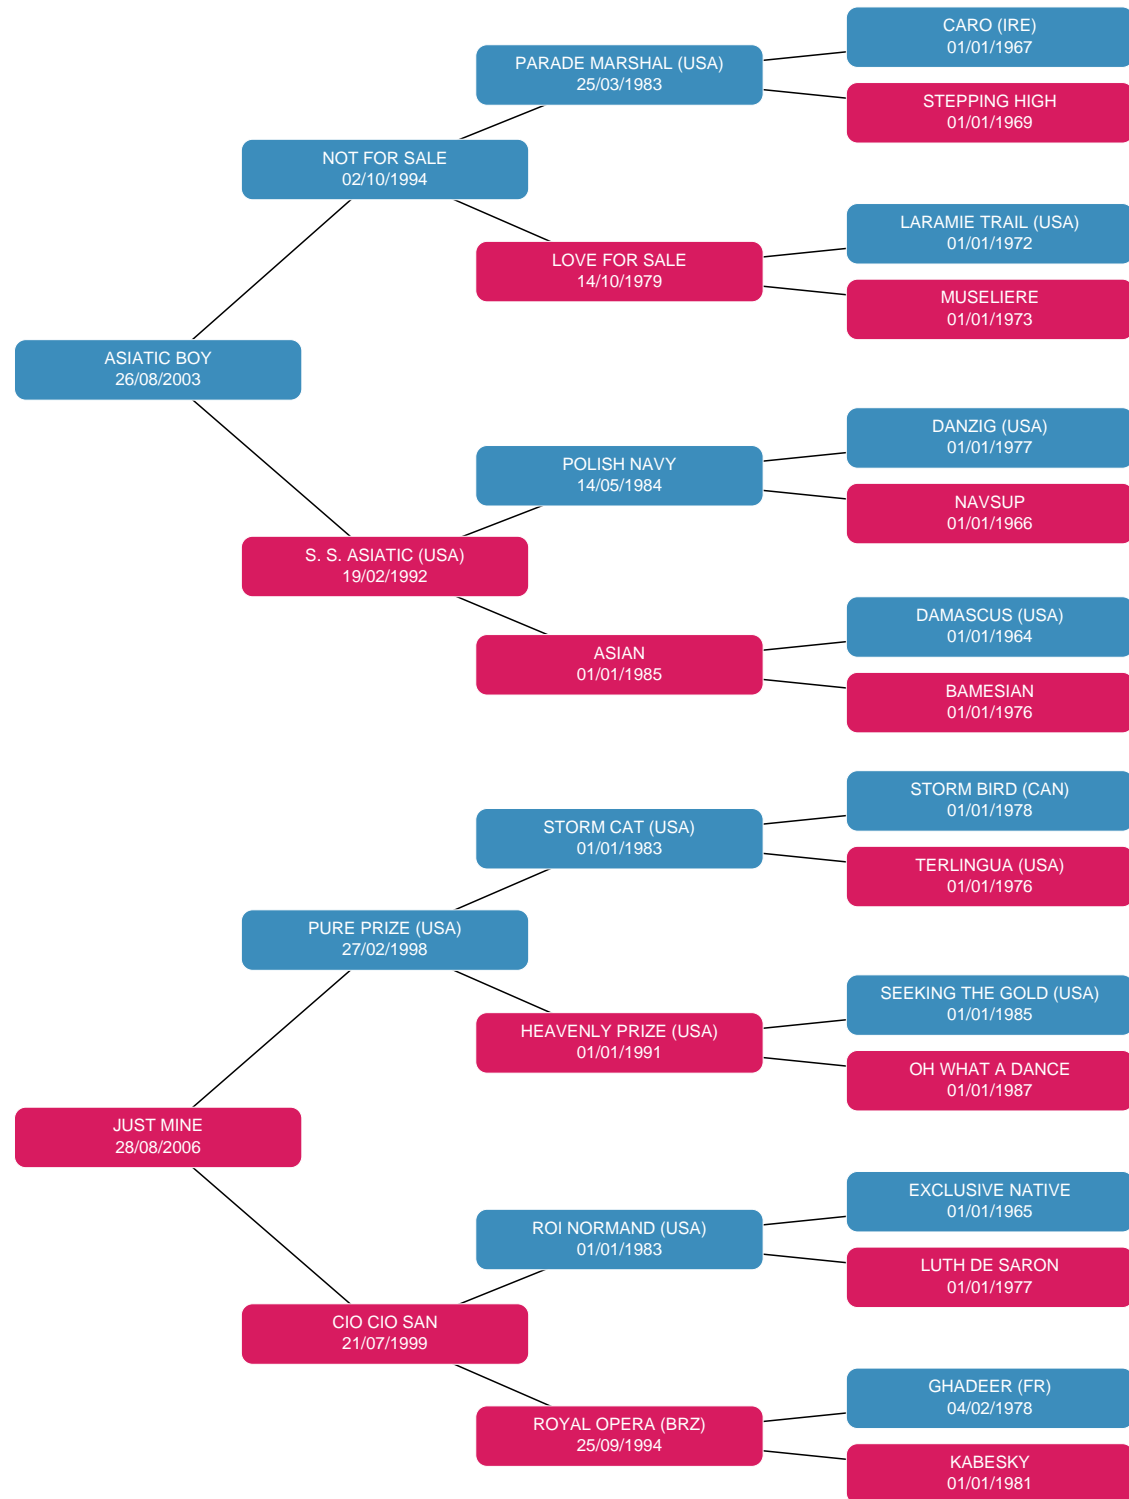 CARO (IRE)
01/01/1967
PARADE MARSHAL (USA)
25/03/1983
STEPPING HIGH
01/01/1969
NOT FOR SALE
02/10/1994
LARAMIE TRAIL (USA)
01/01/1972
LOVE FOR SALE
14/10/1979
MUSELIERE
01/01/1973
ASIATIC BOY
26/08/2003
DANZIG (USA)
01/01/1977
POLISH NAVY
14/05/1984
NAVSUP
01/01/1966
S. S. ASIATIC (USA)
19/02/1992
DAMASCUS (USA)
01/01/1964
ASIAN
01/01/1985
BAMESIAN
01/01/1976
STORM BIRD (CAN)
01/01/1978
STORM CAT (USA)
01/01/1983
TERLINGUA (USA)
01/01/1976
PURE PRIZE (USA)
27/02/1998
SEEKING THE GOLD (USA)
01/01/1985
HEAVENLY PRIZE (USA)
01/01/1991
OH WHAT A DANCE
01/01/1987
JUST MINE
28/08/2006
EXCLUSIVE NATIVE
01/01/1965
ROI NORMAND (USA)
01/01/1983
LUTH DE SARON
01/01/1977
CIO CIO SAN
21/07/1999
GHADEER (FR)
04/02/1978
ROYAL OPERA (BRZ)
25/09/1994
KABESKY
01/01/1981